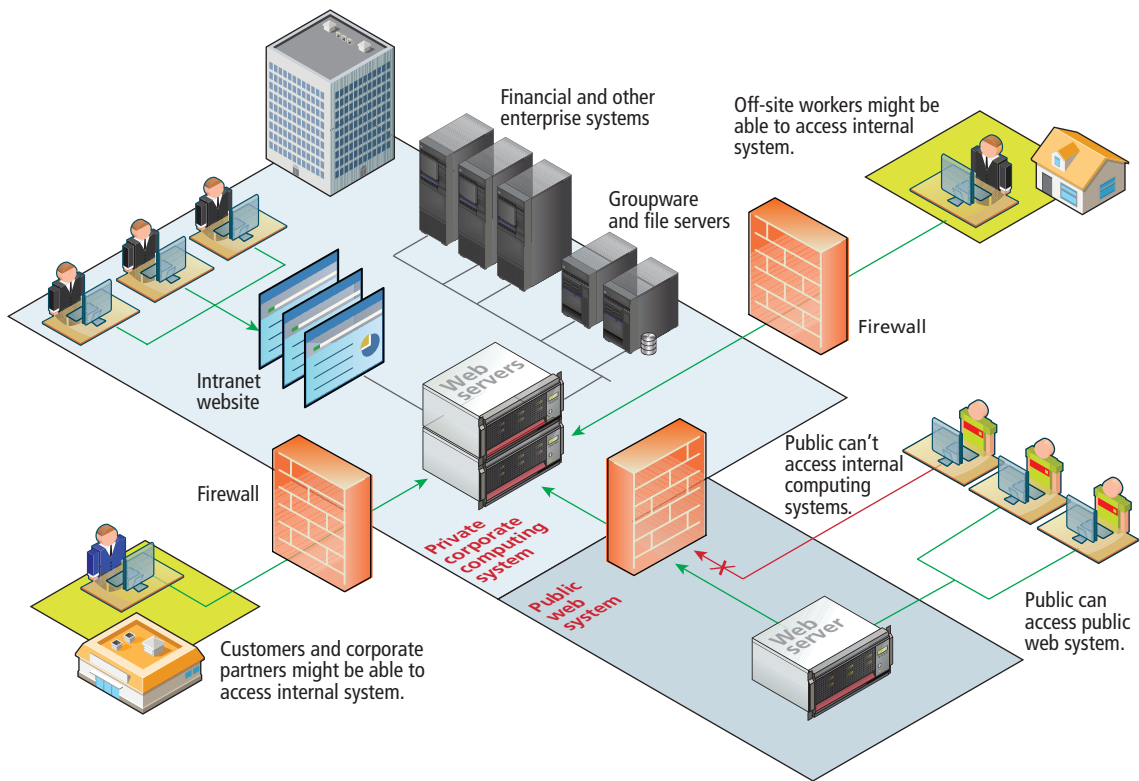 Financial and other
enterprise systems
Off-site workers might be
able to access internal
system.
Groupware
and file servers
Firewall
Intranet
website
Web
servers
Public can't
access internal
computing
systems.
Firewall
Private
corporate
computing
system
Public
web
system
Web
server
Public can
access public
web system.
Customers and corporate
partners might be able to
access internal system.